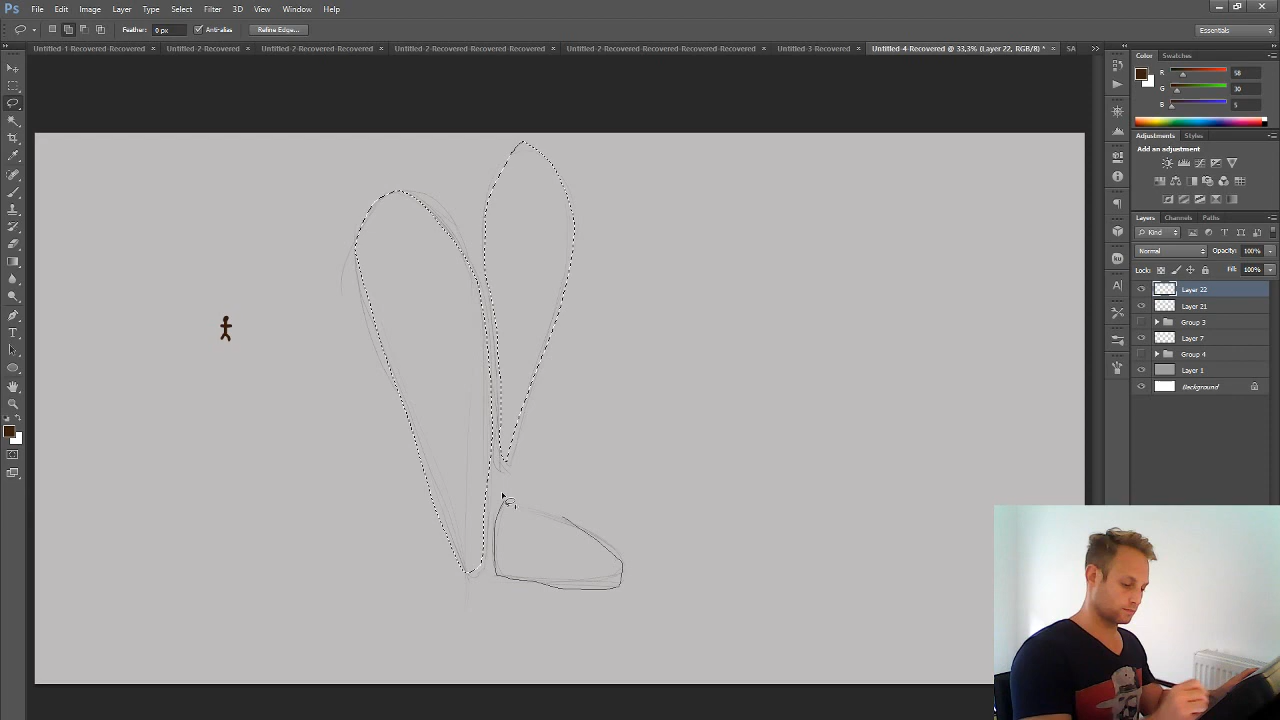 Ps File Edit Image Layer Type Select Filter 3D View Window Help
Feather: 0 px Anti-alias Refine Edge... Essentials
Untitled-1-Recovered-Recovered × Untitled-2-Recovered × Untitled-2-Recovered-Recovered × Untitled-2-Recovered-Recovered-Recovered × Untitled-2-Recovered-Recovered-Recovered-Recovered × Untitled-3-Recovered × Untitled-4-Recovered @ 33,3% (Layer 22, RGB/8) * × SA
Color Swatches
R 58
G 30
B 5
Adjustments Styles
Add an adjustment
Layers Channels Paths
Kind
Normal Opacity: 100%
Lock: Fill: 100%
Layer 22
Layer 21
Group 3
Layer 7
Group 4
Layer 1
Background
ku